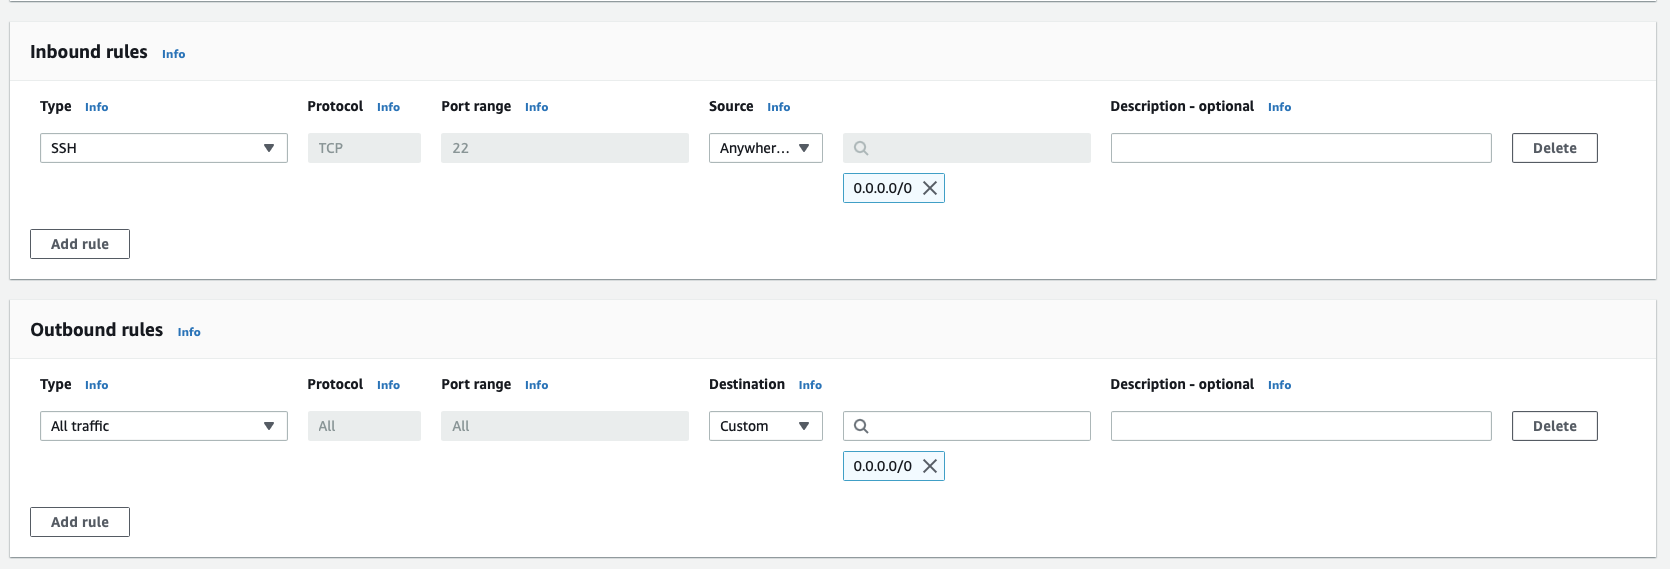 Inbound rules Info
Type Info Protocol Info Port range Info Source Info Description - optional Info
SSH TCP 22 Anywher... Delete
0.0.0.0/0
Add rule
Outbound rules Info
Type Info Protocol Info Port range Info Destination Info Description - optional Info
All traffic All All Custom Delete
0.0.0.0/0
Add rule